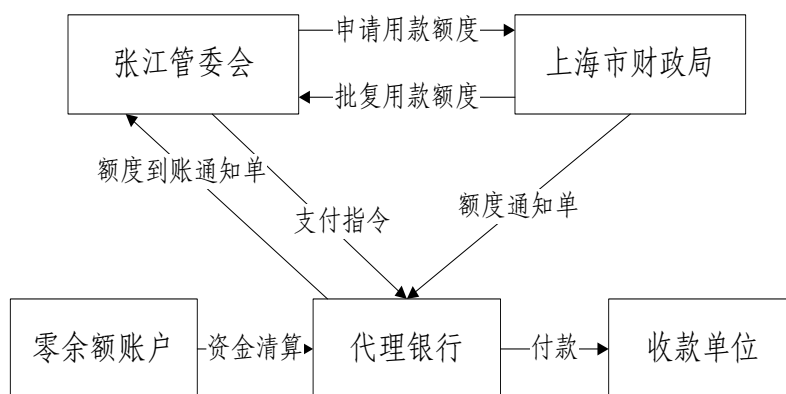 申请用款额度
张江管委会
上海市财政局
批复用款额度
额度到账通知单
支付指令
额度通知单
零余额账户
资金清算
代理银行
付款
收款单位